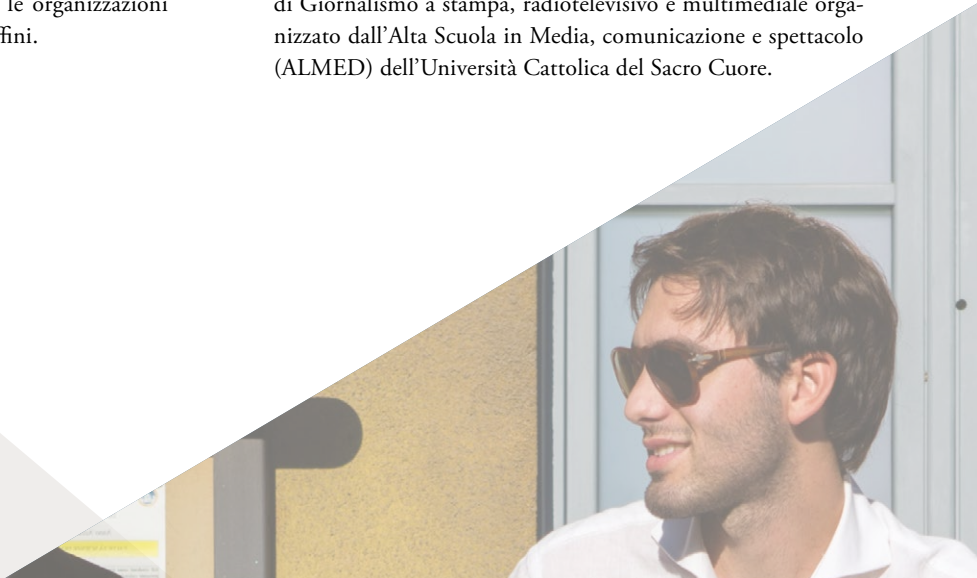 le organizzazioni
ffini.
di Giornalismo a stampa, radiotelevisivo e multimediale orga-
nizzato dall’Alta Scuola in Media, comunicazione e spettacolo
(ALMED) dell’Università Cattolica del Sacro Cuore.